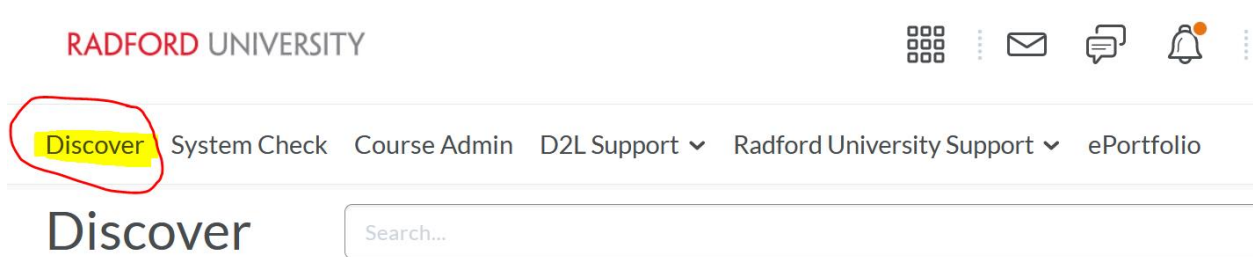 RADFORD UNIVERSITY
Discover System Check Course Admin D2L Support Radford University Support ePortfolio
Discover Search...